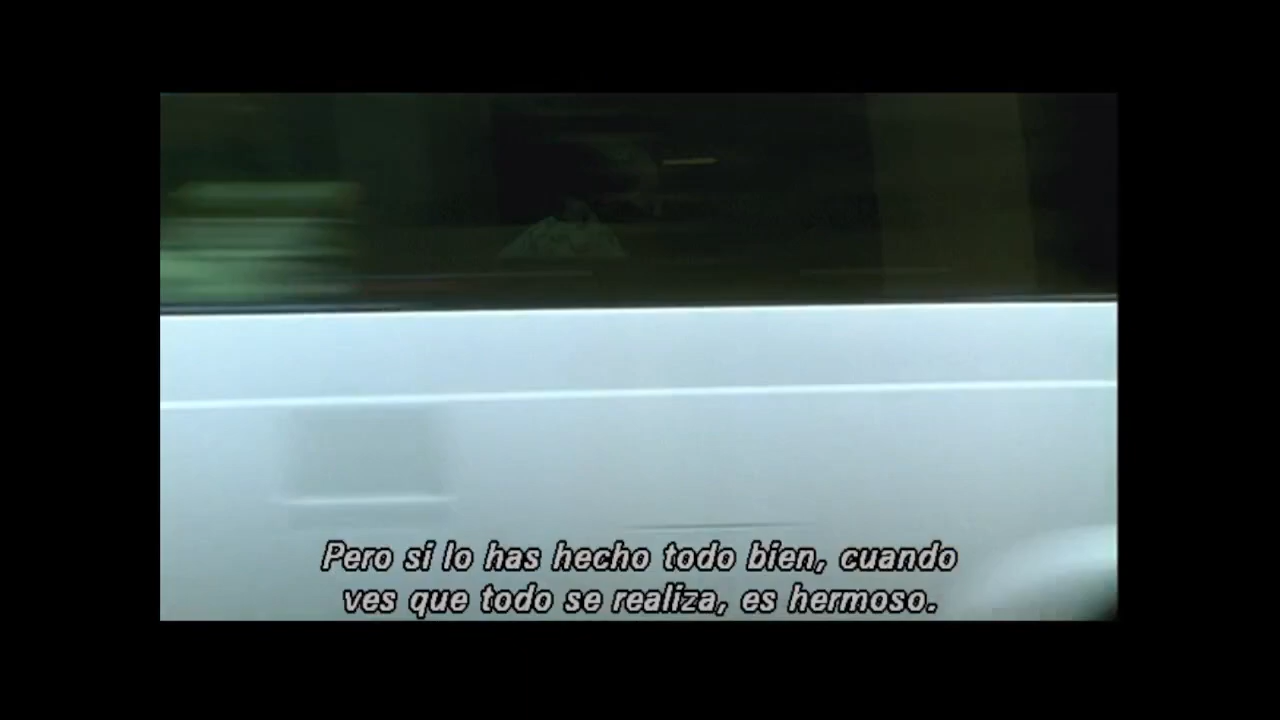 Pero si lo has hecho todo bien, cuando
ves que todo se realiza, es hermoso.